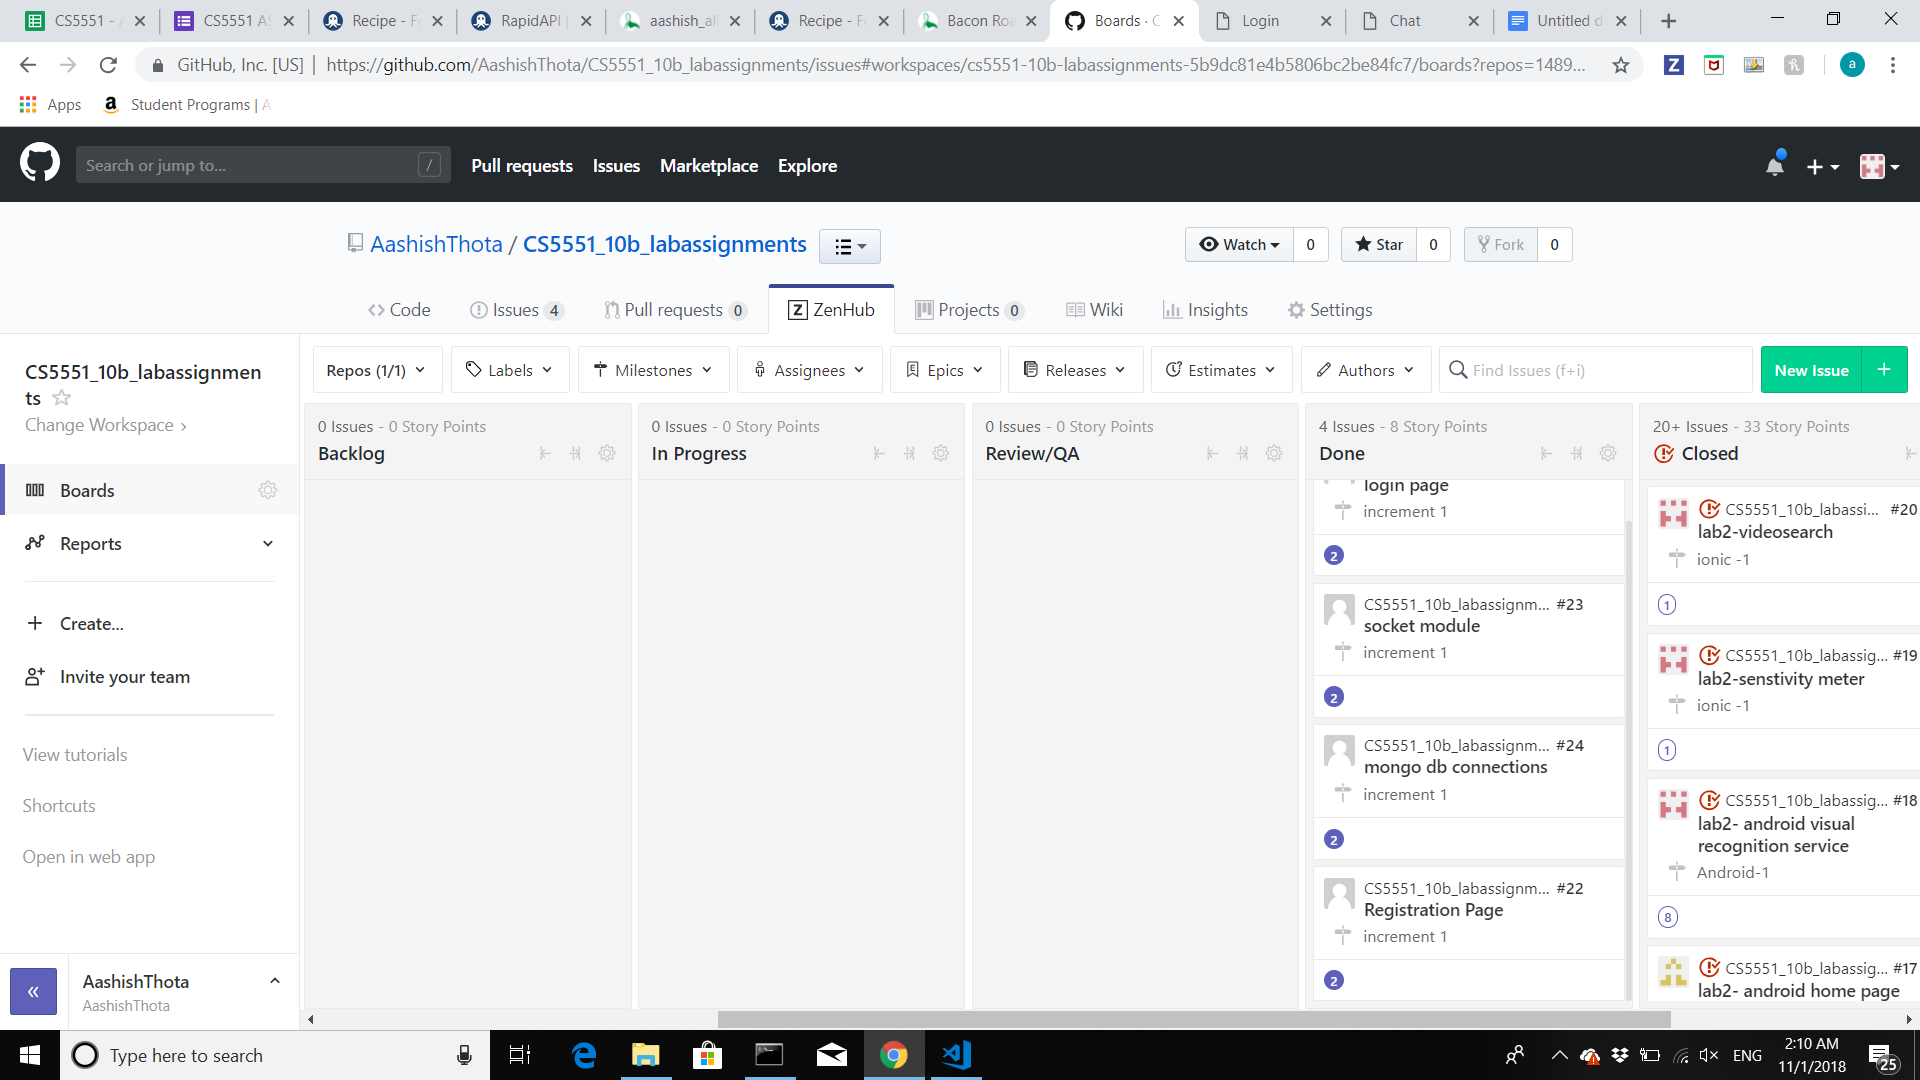 CS5551 - A
CS5551 AS
Recipe - Fo
RapidAPI |
aashish_all
Recipe - Fo
Bacon Roa
Boards · C
Login
Chat
Untitled d
GitHub, Inc. [US] | https://github.com/AashishThota/CS5551_10b_labassignments/issues#workspaces/cs5551-10b-labassignments-5b9dc81e4b5806bc2be84fc7/boards?repos=1489...
a
Apps
Student Programs | A
Search or jump to...
/
Pull requests
Issues
Marketplace
Explore
AashishThota / CS5551_10b_labassignments
Watch 0
Star 0
Fork 0
Code
Issues 4
Pull requests 0
Z ZenHub
Projects 0
Wiki
Insights
Settings
CS5551_10b_labassignmen
ts
Change Workspace ›
Boards
Reports
Create...
Invite your team
View tutorials
Shortcuts
Open in web app
«
AashishThota
AashishThota
Repos (1/1)
Labels
Milestones
Assignees
Epics
Releases
Estimates
Authors
Find Issues (f+i)
New Issue +
0 Issues - 0 Story Points
Backlog
0 Issues - 0 Story Points
In Progress
0 Issues - 0 Story Points
Review/QA
4 Issues - 8 Story Points
Done
login page
increment 1
2
CS5551_10b_labassignm... #23
socket module
increment 1
2
CS5551_10b_labassignm... #24
mongo db connections
increment 1
2
CS5551_10b_labassignm... #22
Registration Page
increment 1
2
20+ Issues - 33 Story Points
Closed
CS5551_10b_labassi... #20
lab2-videosearch
ionic -1
1
CS5551_10b_labassig... #19
lab2-senstivity meter
ionic -1
1
CS5551_10b_labassig... #18
lab2- android visual
recognition service
Android-1
8
CS5551_10b_labassig... #17
lab2- android home page
Type here to search
ENG
2:10 AM
11/1/2018
25